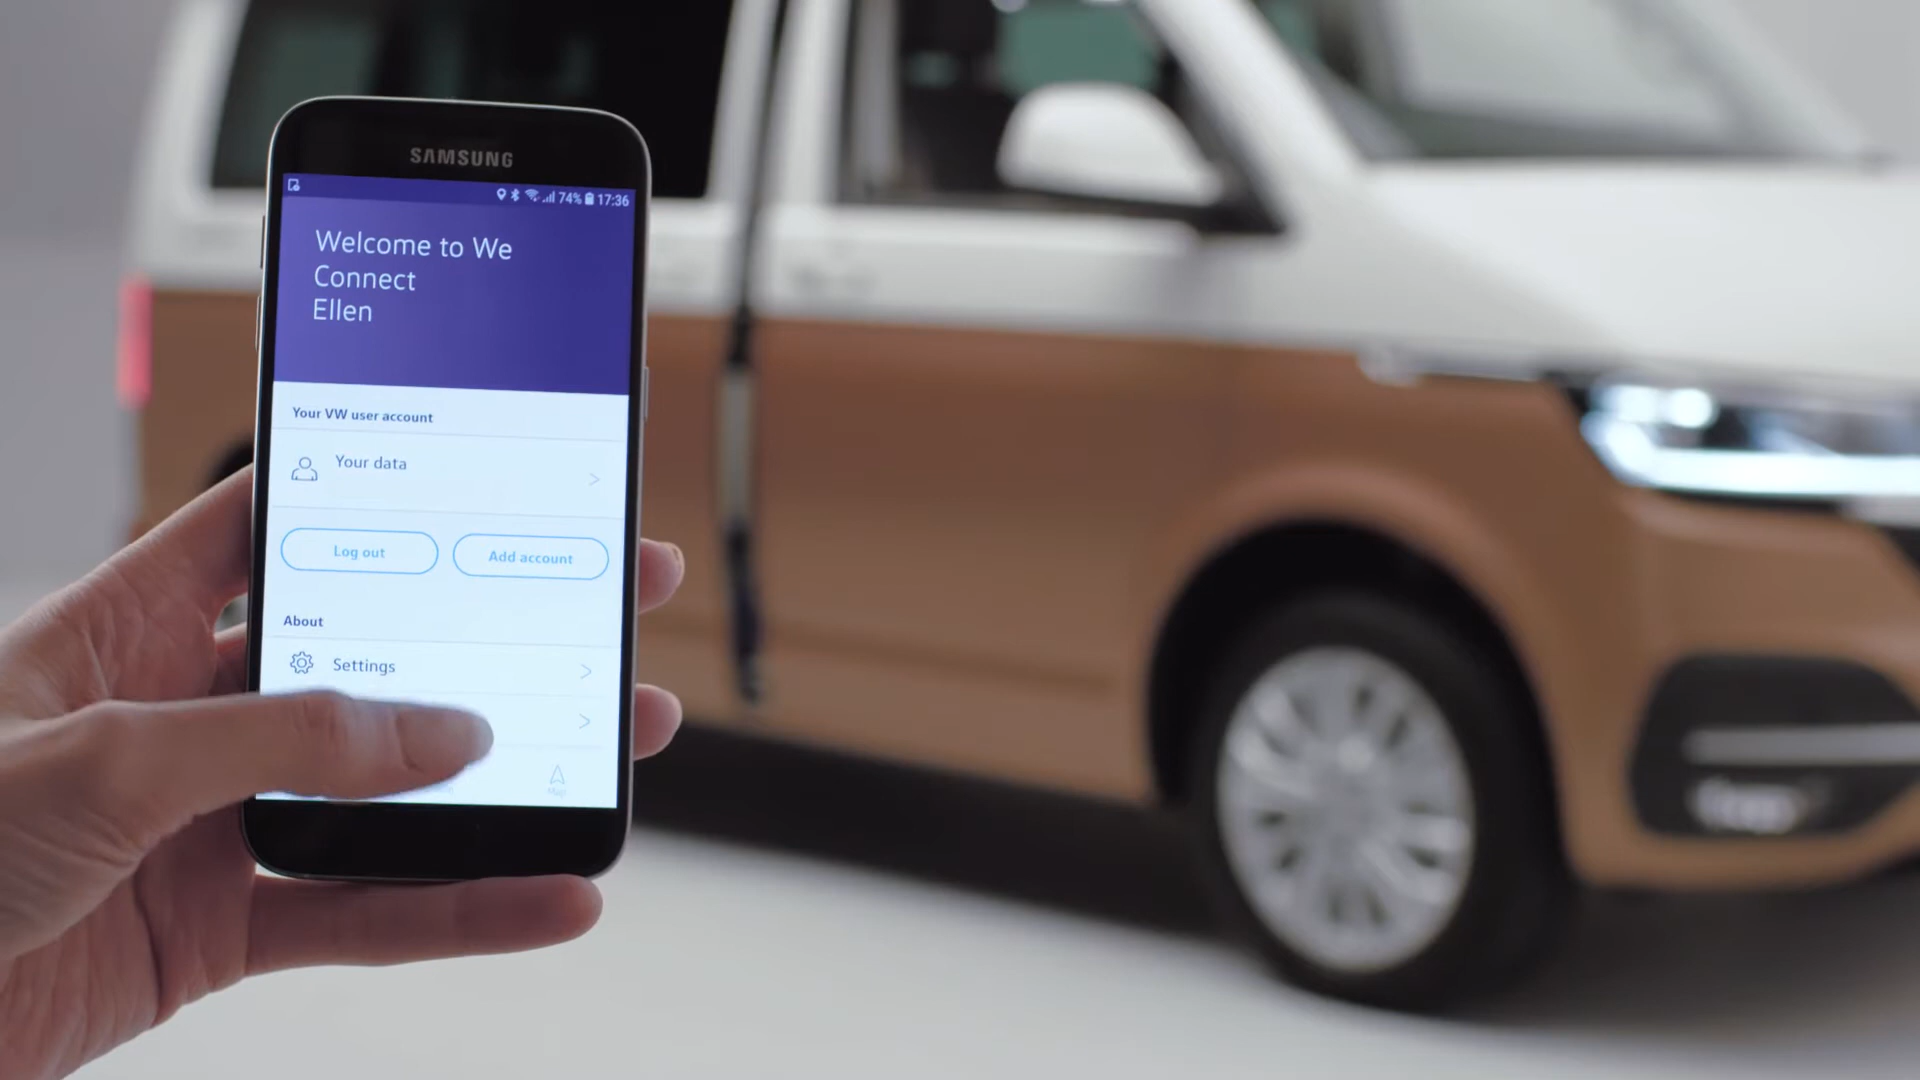 SAMSUNG
74% 17:36
Welcome to We
Connect
Ellen
Your VW user account
Your data
Log out
Add account
About
Settings
Map